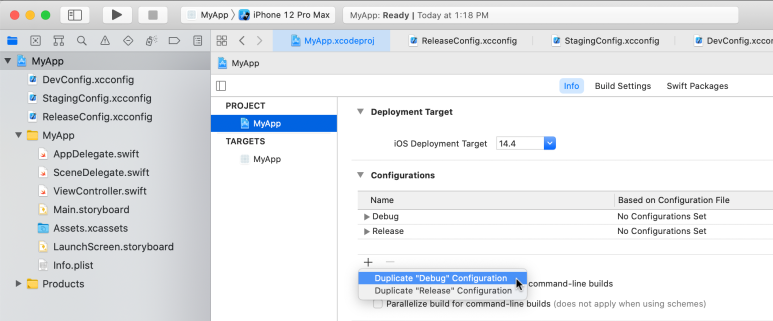 MyApp 〉 iPhone 12 Pro Max
MyApp: Ready | Today at 1:18 PM
MyApp.xcodeproj
ReleaseConfig.xcconfig
StagingConfig.xcconfig
DevConfig.xcco
MyApp
DevConfig.xcconfig
StagingConfig.xcconfig
ReleaseConfig.xcconfig
MyApp
AppDelegate.swift
SceneDelegate.swift
ViewController.swift
Main.storyboard
Assets.xcassets
LaunchScreen.storyboard
Info.plist
Products
MyApp
Info
Build Settings
Swift Packages
PROJECT
MyApp
TARGETS
MyApp
Deployment Target
iOS Deployment Target 14.4
Configurations
Name Based on Configuration File
Debug No Configurations Set
Release No Configurations Set
Duplicate "Debug" Configuration
Duplicate "Release" Configuration
command-line builds
Parallelize build for command-line builds (does not apply when using schemes)